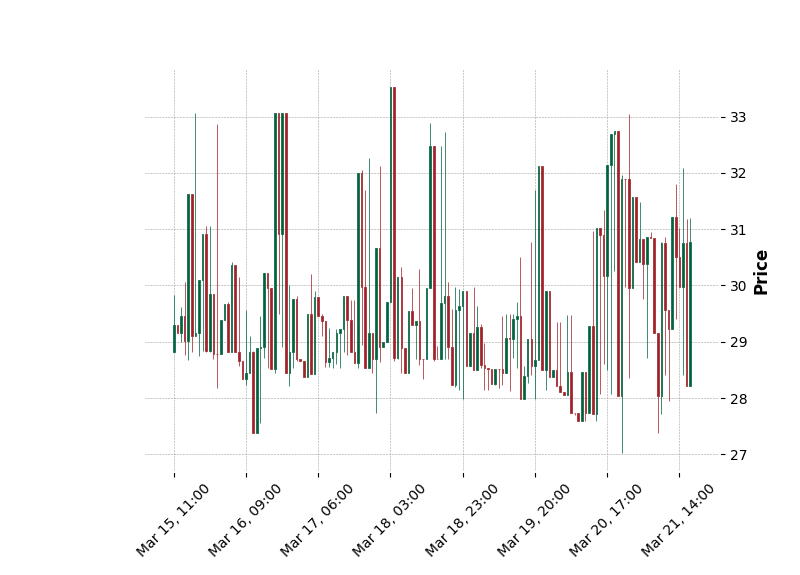 33
32
31
30
29
28
27
Price
Mar 15, 11:00
Mar 16, 09:00
Mar 17, 06:00
Mar 18, 03:00
Mar 18, 23:00
Mar 19, 20:00
Mar 20, 17:00
Mar 21, 14:00